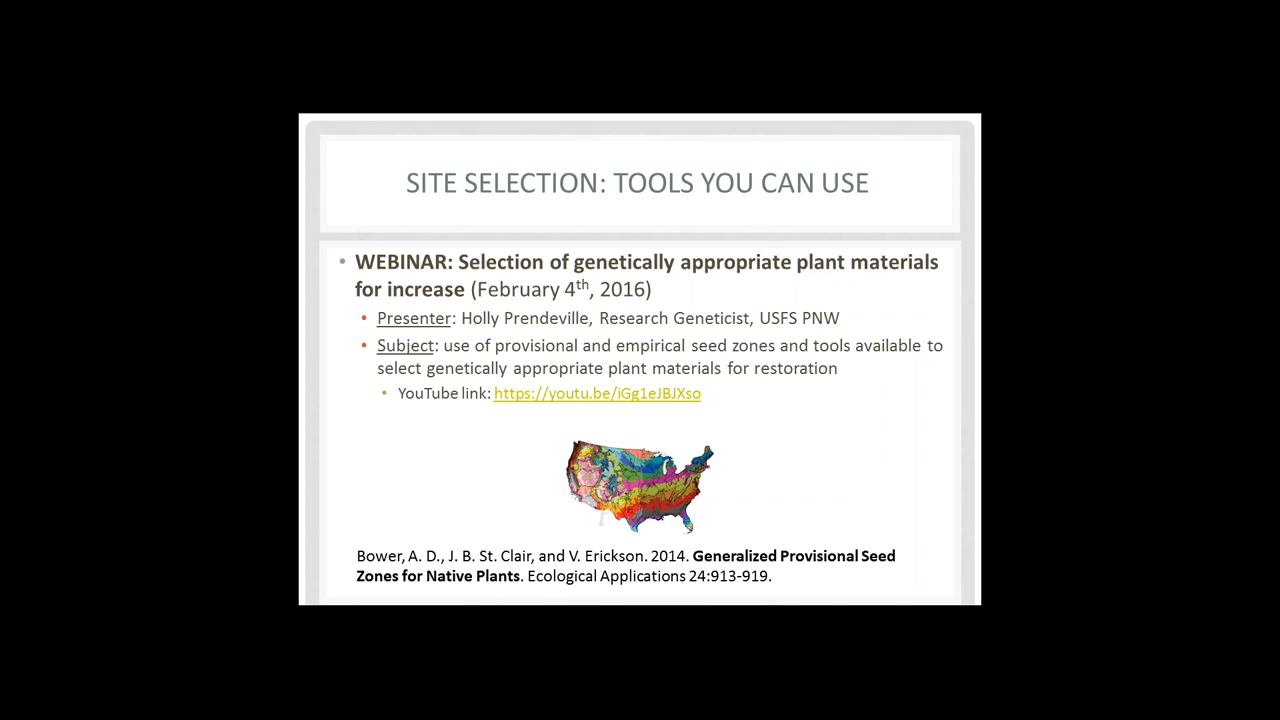 SITE SELECTION: TOOLS YOU CAN USE
• WEBINAR: Selection of genetically appropriate plant materials
for increase (February 4th, 2016)
• Presenter: Holly Prendeville, Research Geneticist, USFS PNW
• Subject: use of provisional and empirical seed zones and tools available to
select genetically appropriate plant materials for restoration
• YouTube link: https://youtu.be/iGg1eJBJXso
Bower, A. D., J. B. St. Clair, and V. Erickson. 2014. Generalized Provisional Seed
Zones for Native Plants. Ecological Applications 24:913-919.